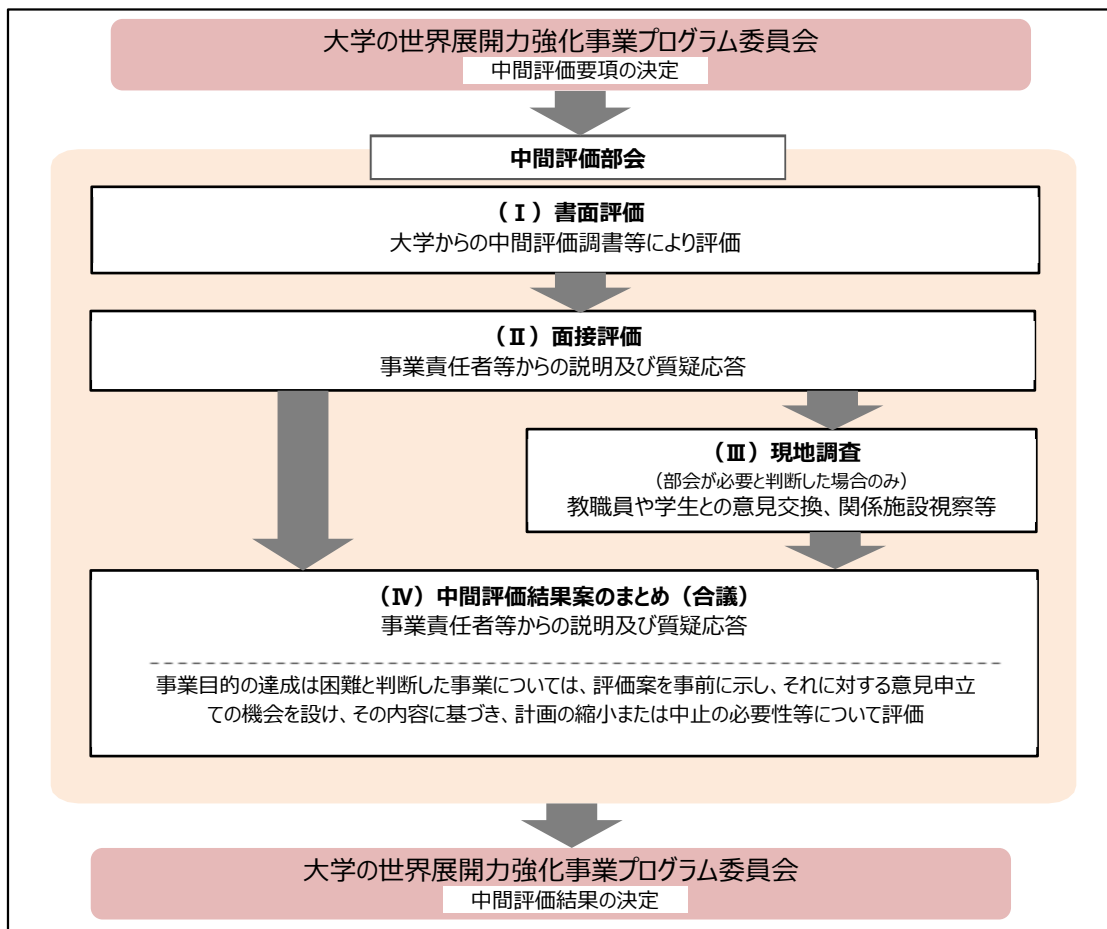 大学の世界展開力強化事業プログラム委員会
中間評価要項の決定
中間評価部会
（Ⅰ）書面評価
大学からの中間評価調書等により評価
（Ⅱ）面接評価
事業責任者等からの説明及び質疑応答
（Ⅲ）現地調査
（部会が必要と判断した場合のみ）
教職員や学生との意見交換、関係施設視察等
（Ⅳ）中間評価結果案のまとめ（合議）
事業責任者等からの説明及び質疑応答
事業目的の達成は困難と判断した事業については、評価案を事前に示し、それに対する意見申立
ての機会を設け、その内容に基づき、計画の縮小または中止の必要性等について評価
大学の世界展開力強化事業プログラム委員会
中間評価結果の決定